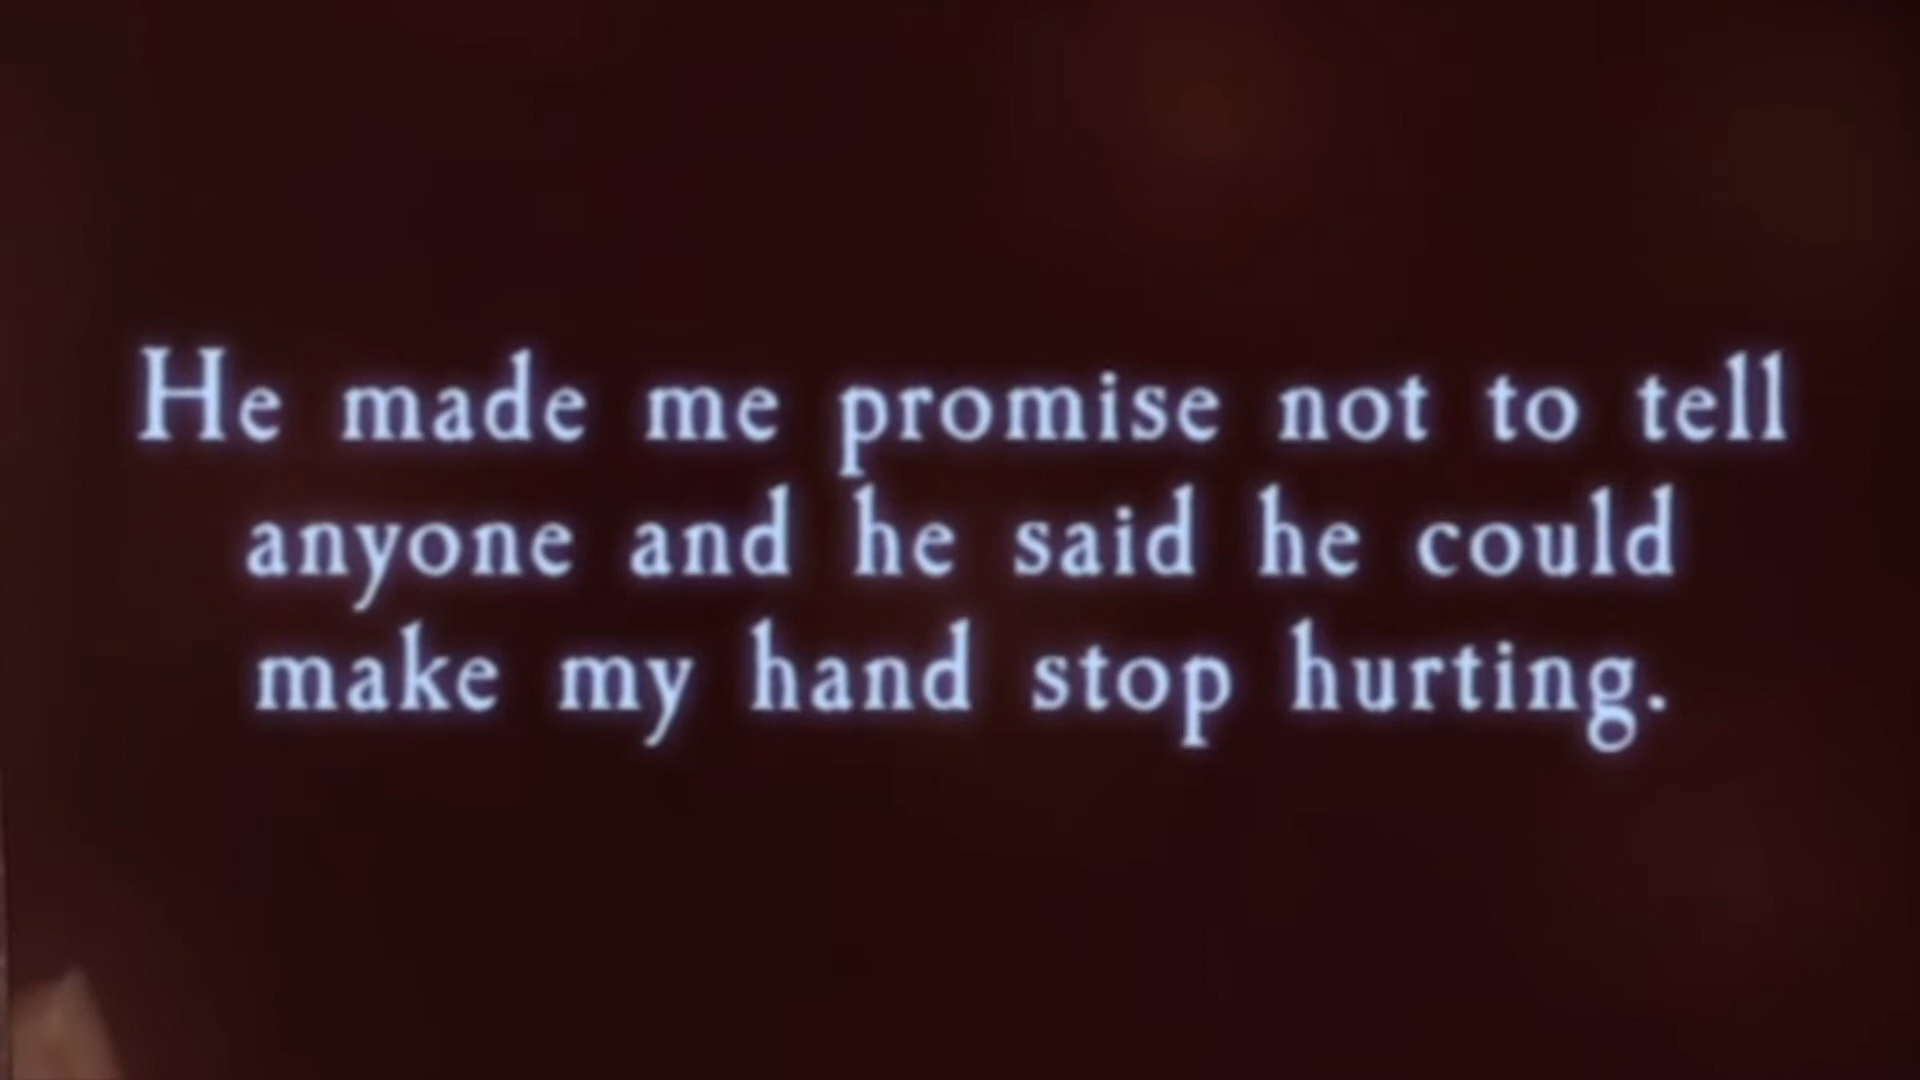 He made me promise not to tell
anyone and he said he could
make my hand stop hurting.